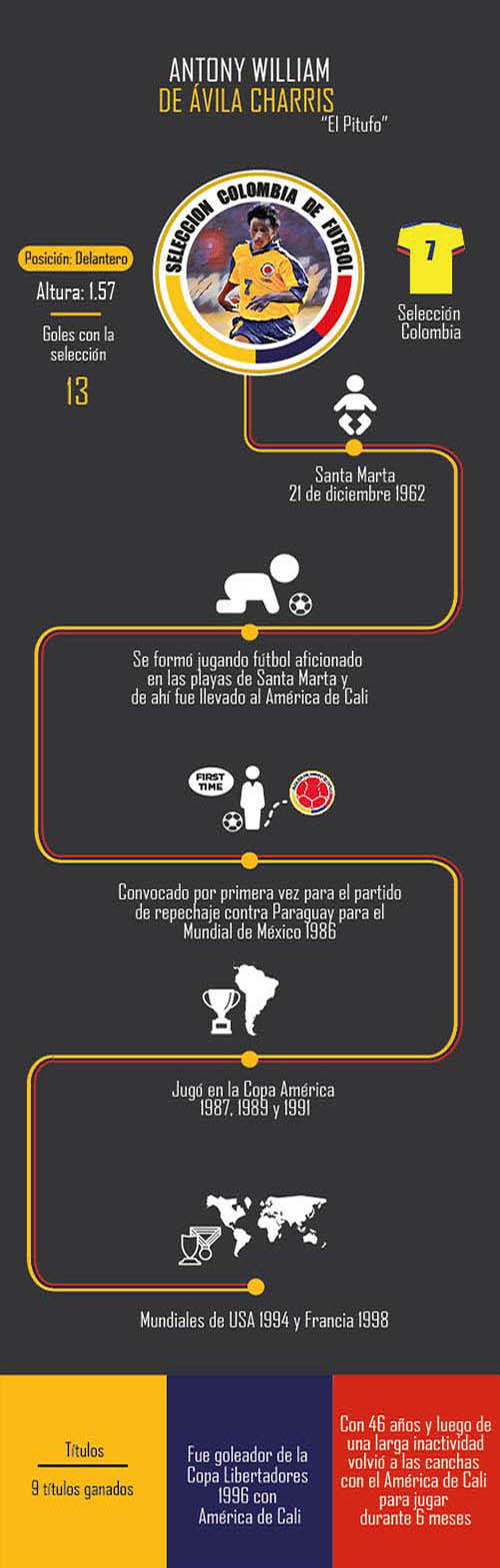 ANTONY WILLIAM
DE ÁVILA CHARRIS
"El Pitufo"
SELECCION COLOMBIA DE FUTBOL
7
Posición: Delantero
Altura: 1.57
Goles con la
selección
13
7
Selección
Colombia
Santa Marta
21 de diciembre 1962
Se formó jugando fútbol aficionado
en las playas de Santa Marta y
de ahí fue llevado al América de Cali
FIRST
TIME
Convocado por primera vez para el partido
de repechaje contra Paraguay para el
Mundial de México 1986
Jugó en la Copa América
1987, 1989 y 1991
Mundiales de USA 1994 y Francia 1998
Títulos
9 títulos ganados
Fue goleador de la
Copa Libertadores
1996 con
América de Cali
Con 46 años y luego de
una larga inactividad
volvió a las canchas
con el América de Cali
para jugar
durante 6 meses